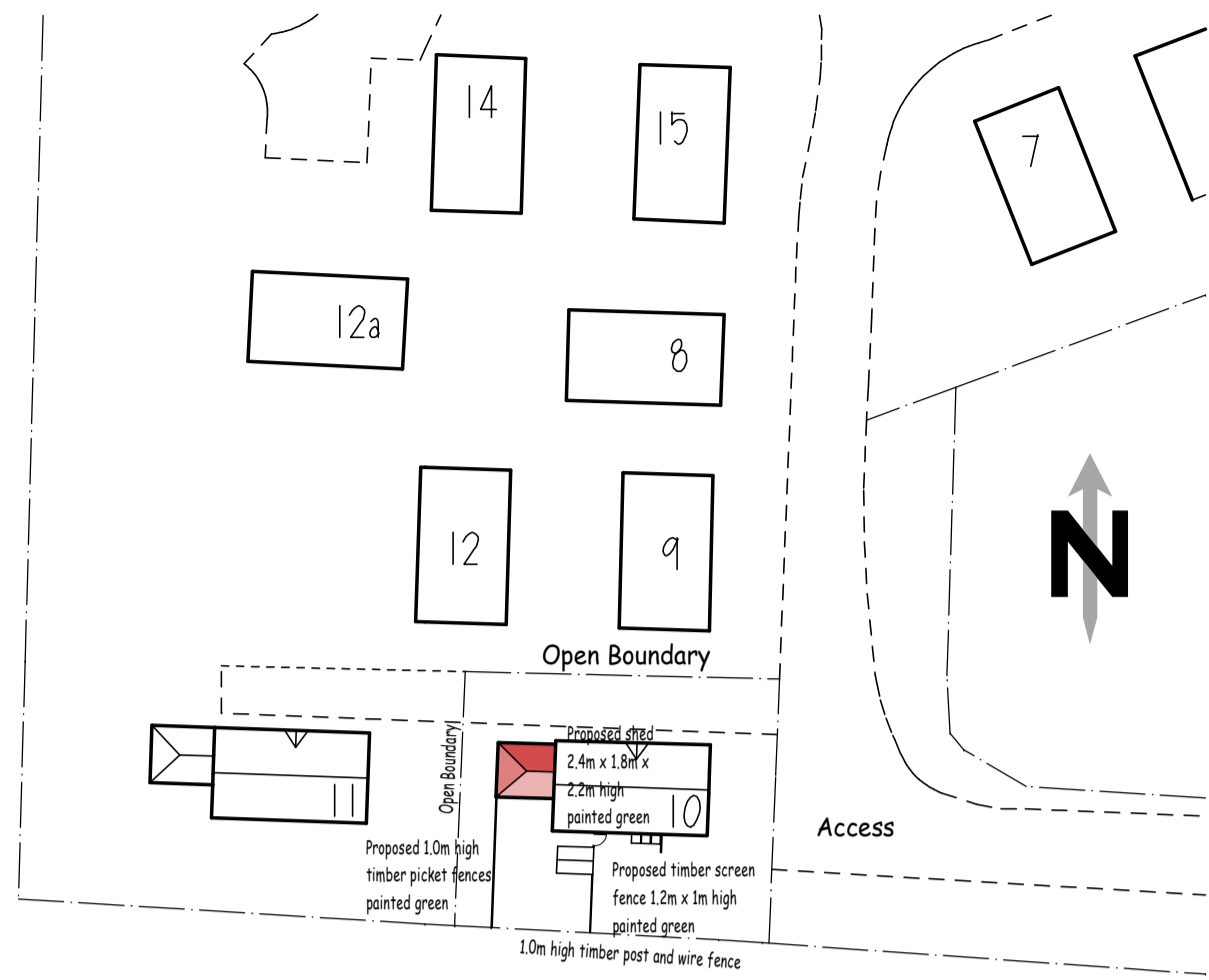 14
15
7
12a
8
N
12
9
Open Boundary
Open Boundary
Proposed shed
2.4m x 1.8m x
2.2m high
painted green
11
10
Access
Proposed 1.0m high
timber picket fences
painted green
Proposed timber screen
fence 1.2m x 1m high
painted green
1.0m high timber post and wire fence